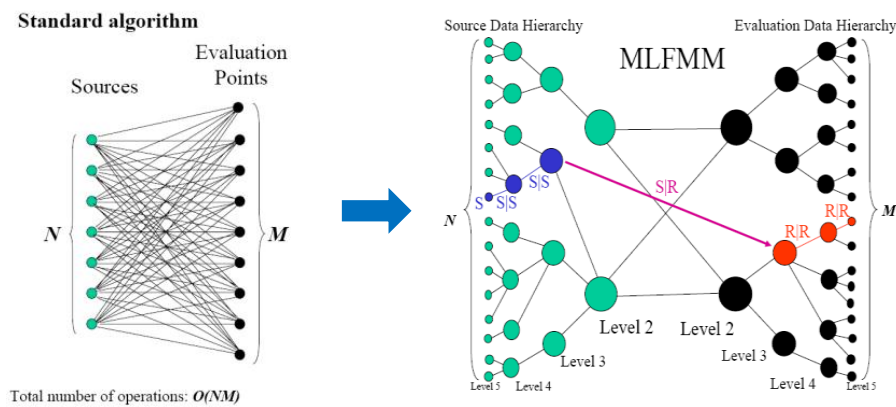 Standard algorithm
Evaluation
Points
Sources
N
M
Total number of operations: O(NM)
Source Data Hierarchy
Evaluation Data Hierarchy
MLFMM
S|S
S
S|S
S|R
R|R
R|R
N
M
Level 2
Level 2
Level 3
Level 3
Level 4
Level 4
Level 5
Level 5